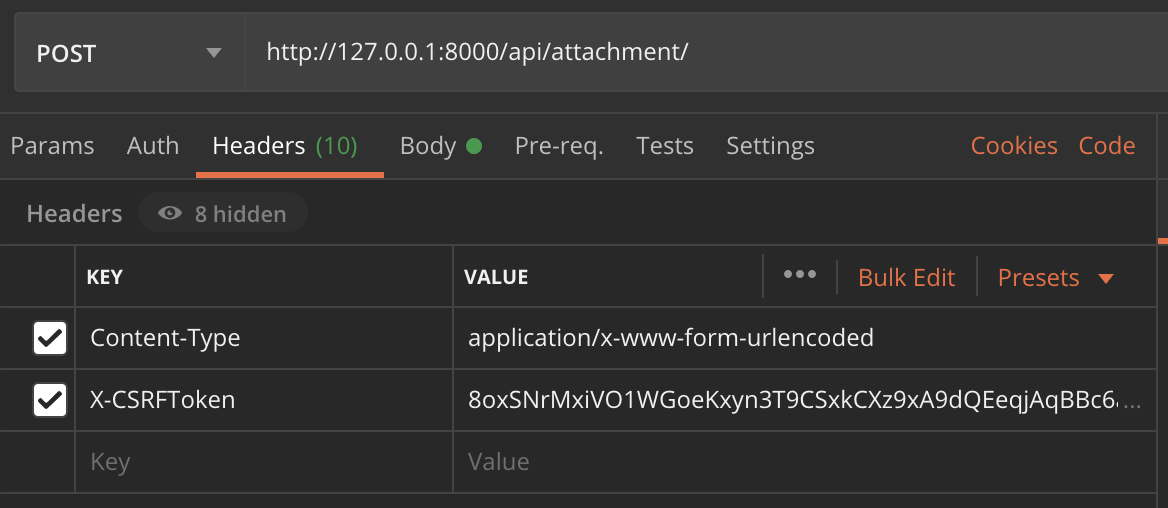 POST http://127.0.0.1:8000/api/attachment/
Params Auth Headers (10) Body Pre-req. Tests Settings Cookies Code
Headers 8 hidden
KEY VALUE ••• Bulk Edit Presets
Content-Type application/x-www-form-urlencoded
X-CSRFToken 8oxSNrMxiVO1WGoeKxyn3T9CSxkCXz9xA9dQEeqjAqBBc6...
Key Value